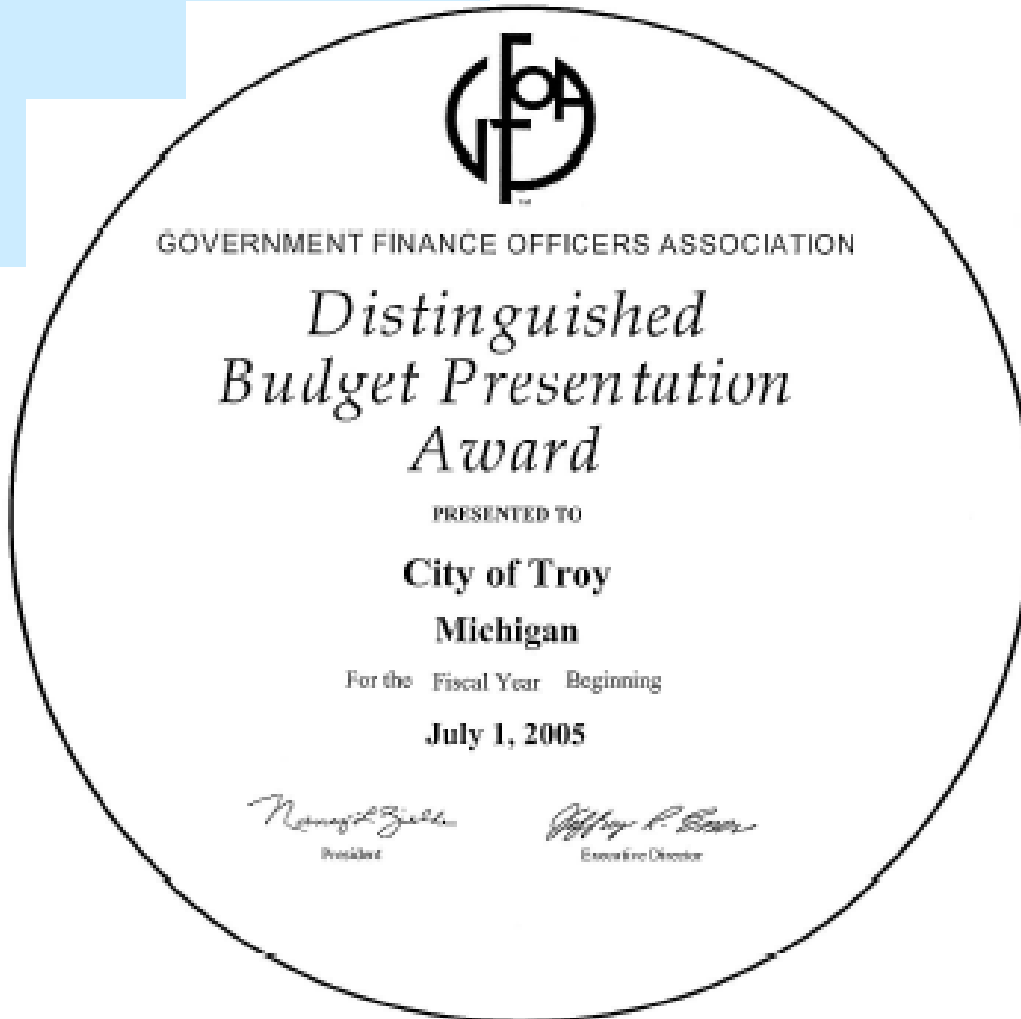 GFOA
GOVERNMENT FINANCE OFFICERS ASSOCIATION
Distinguished
Budget Presentation
Award
PRESENTED TO
City of Troy
Michigan
For the Fiscal Year Beginning
July 1, 2005
President
Executive Director